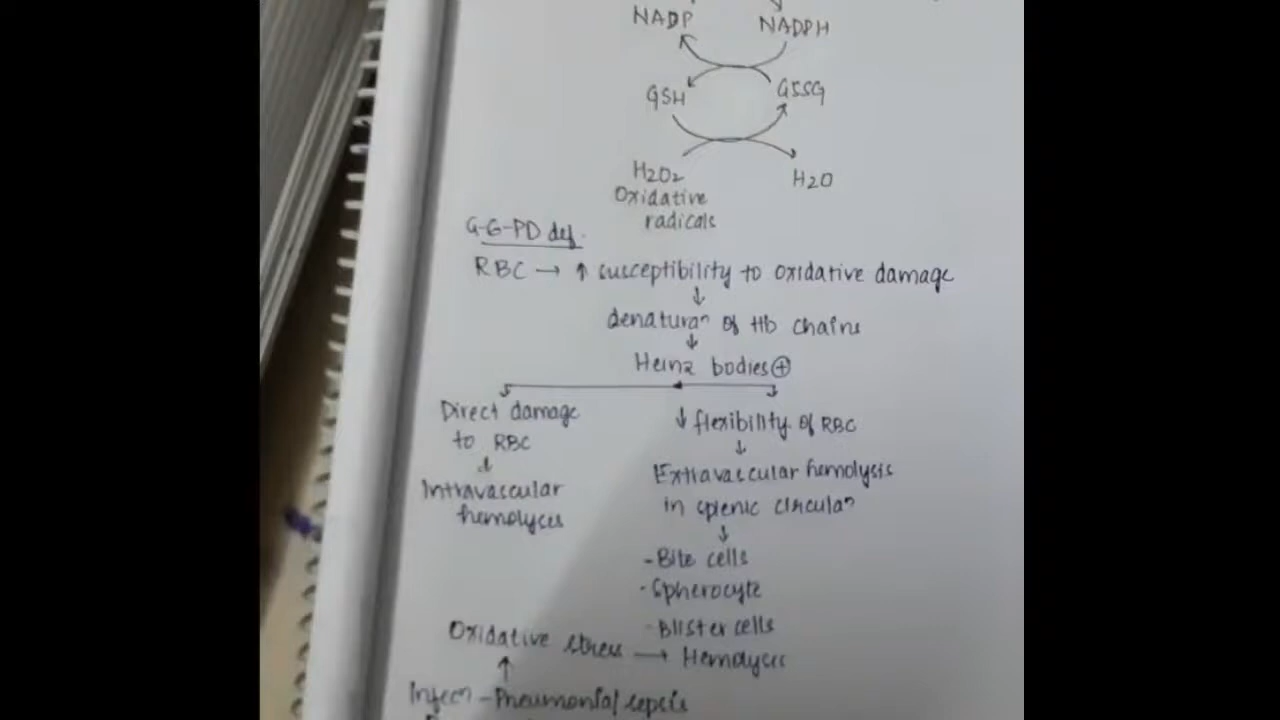 NADP NADPH
GSH GSSG
H2O2 H2O
Oxidative
radicals
G-6-PD def.
RBC → ↑ susceptibility to oxidative damage
↓
denaturaⁿ of Hb chains
↓
Heinz bodies ⊕
Direct damage
to RBC
↓
Intravascular
hemolyces
↓ flexibility of RBC
↓
Extravascular hemolysis
in splenic circulaⁿ
↓
- Bite cells
- Spherocyte
- Blister cells
Oxidative stress → Hemolysis
↑
Infecⁿ - Pneumonia/sepsis